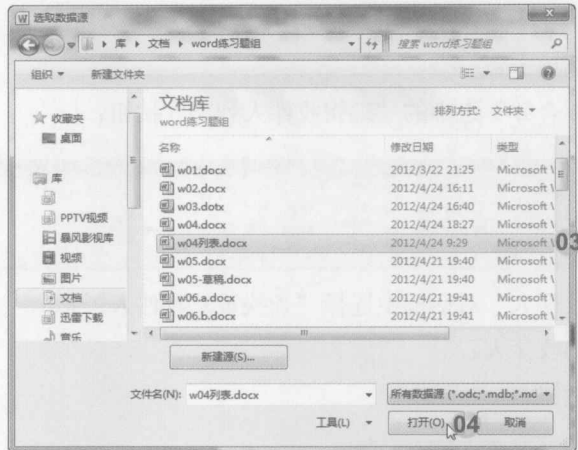 选取数据源
库 ▸ 文档 ▸ word练习题组
搜索 word练习题组
组织 新建文件夹
收藏夹
桌面
库
PPTV视频
暴风影视库
视频
图片
文档
迅雷下载
音乐
文档库
word练习题组
排列方式: 文件夹
名称 修改日期 类型
w01.docx 2012/3/22 21:25 Microsoft
w02.docx 2012/4/24 16:11 Microsoft
w03.dotx 2012/4/24 16:40 Microsoft
w04.docx 2012/4/24 18:27 Microsoft
w04列表.docx 2012/4/24 9:29 Microsoft 03
w05.docx 2012/4/21 19:40 Microsoft
w05-草稿.docx 2012/4/21 19:40 Microsoft
w06.a.docx 2012/4/21 19:41 Microsoft
w06.b.docx 2012/4/21 19:41 Microsoft
新建源(S)...
文件名(N): w04列表.docx 所有数据源 (*.odc;*.mdb;*.md
工具(L) 打开(O) 04 取消